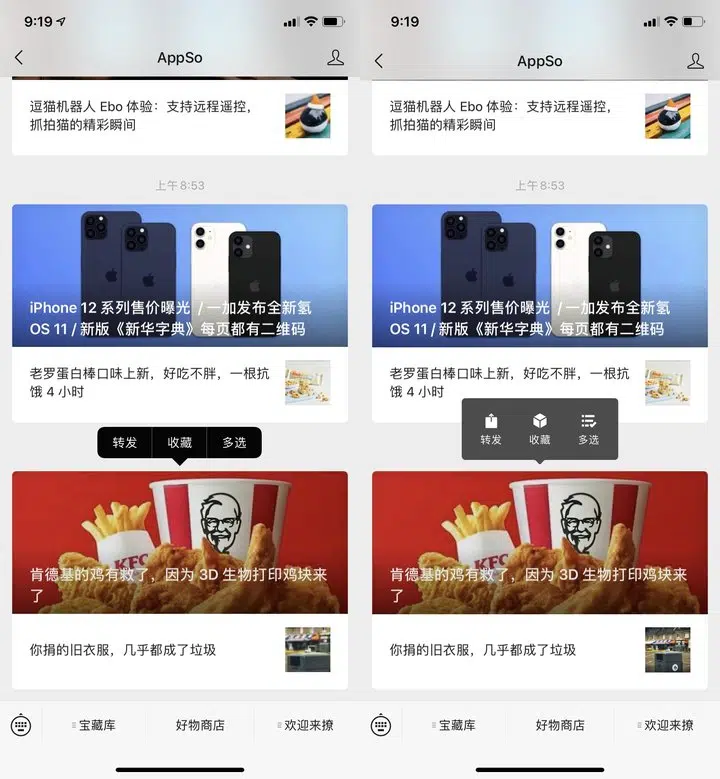 9:19
AppSo
逗猫机器人 Ebo 体验：支持远程遥控，
抓拍猫的精彩瞬间
上午8:53
iPhone 12 系列售价曝光 / 一加发布全新氢
OS 11 / 新版《新华字典》每页都有二维码
老罗蛋白棒口味上新，好吃不胖，一根抗
饿 4 小时
转发 收藏 多选
KFC
肯德基的鸡有救了，因为 3D 生物打印鸡块来
了
你捐的旧衣服，几乎都成了垃圾
宝藏库 好物商店 欢迎来撩
9:19
AppSo
逗猫机器人 Ebo 体验：支持远程遥控，
抓拍猫的精彩瞬间
上午8:53
iPhone 12 系列售价曝光 / 一加发布全新氢
OS 11 / 新版《新华字典》每页都有二维码
老罗蛋白棒口味上新，好吃不胖，一根抗
饿 4 小时
转发 收藏 多选
KFC
肯德基的鸡有救了，因为 3D 生物打印鸡块来
了
你捐的旧衣服，几乎都成了垃圾
宝藏库 好物商店 欢迎来撩